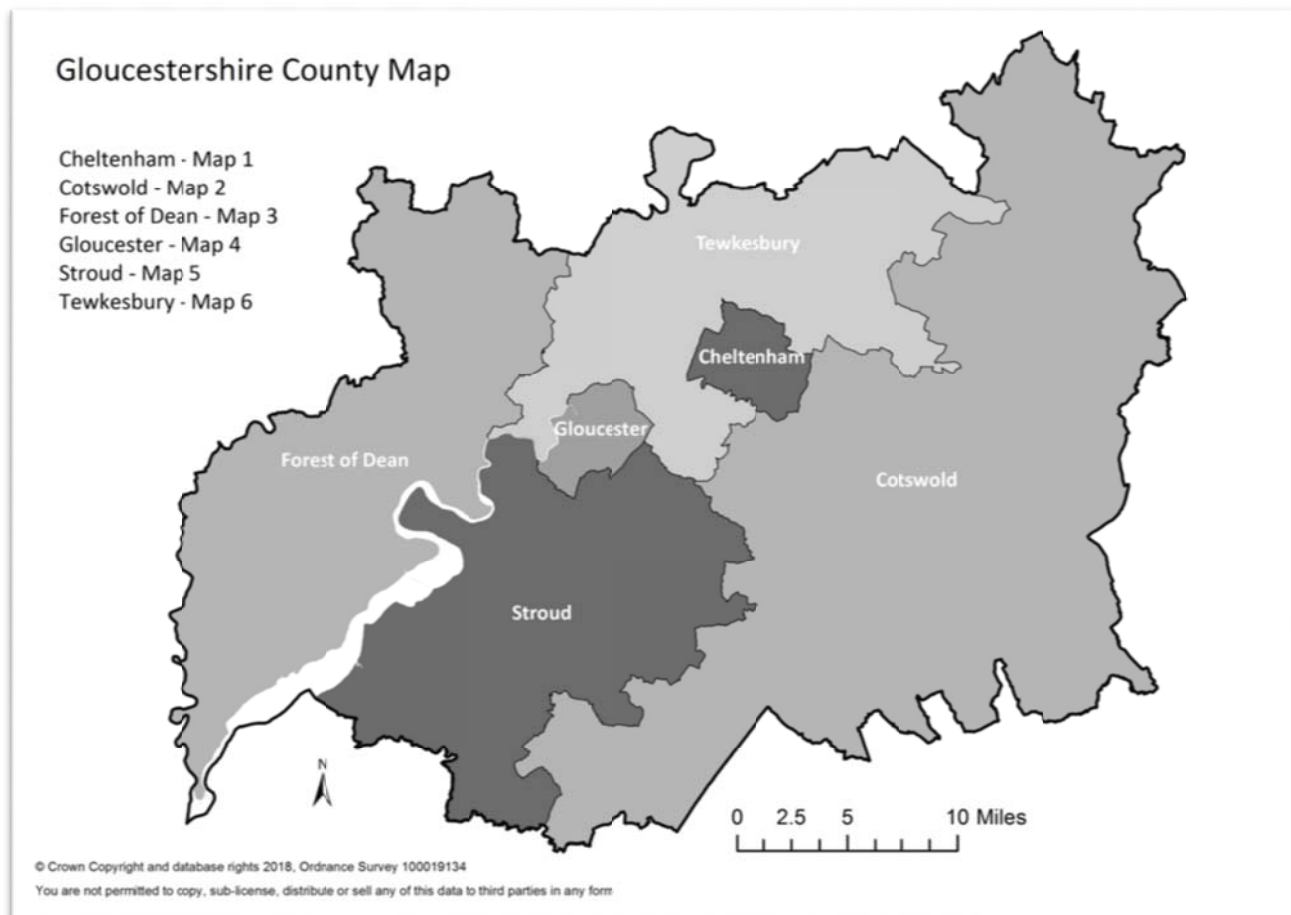 Gloucestershire County Map
Cheltenham - Map 1
Cotswold - Map 2
Forest of Dean - Map 3
Gloucester - Map 4
Stroud - Map 5
Tewkesbury - Map 6
Tewkesbury
Cheltenham
Gloucester
Forest of Dean
Cotswold
Stroud
N
0 2.5 5 10 Miles
© Crown Copyright and database rights 2018, Ordnance Survey 100019134
You are not permitted to copy, sub-license, distribute or sell any of this data to third parties in any form